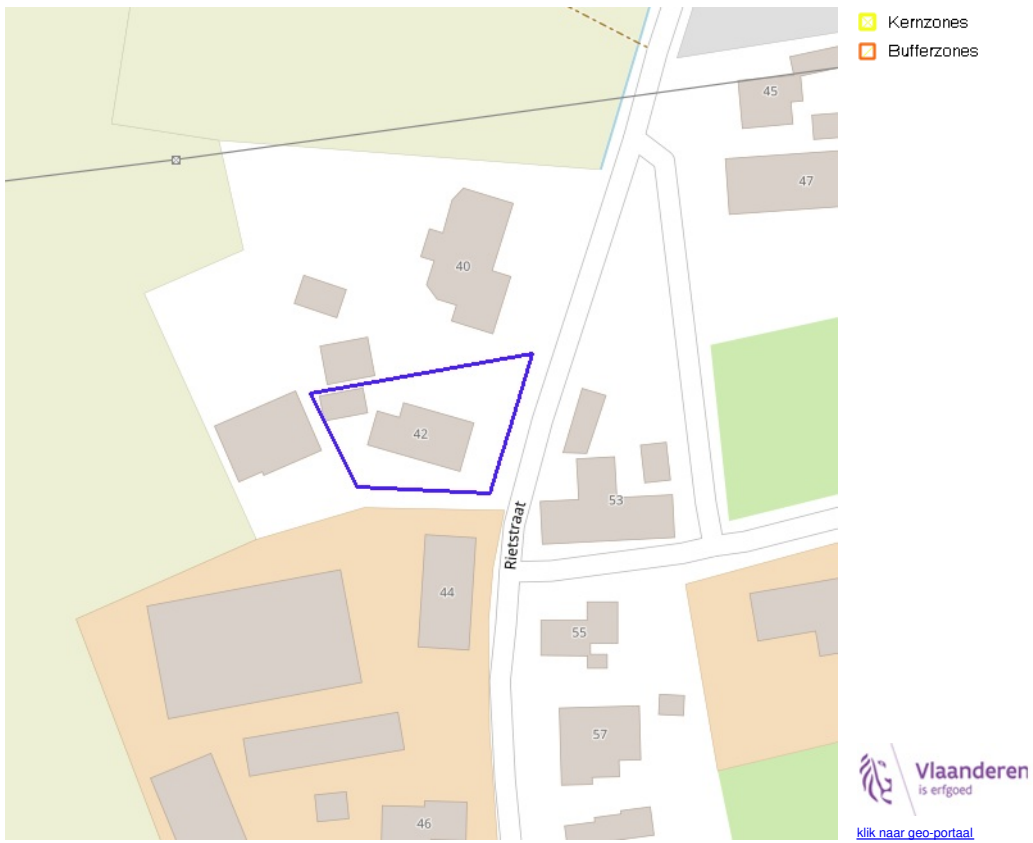 Kernzones
Bufferzones
45
47
40
42
53
Rietstraat
44
55
57
46
Vlaanderen
is erfgoed
klik naar geo-portaal